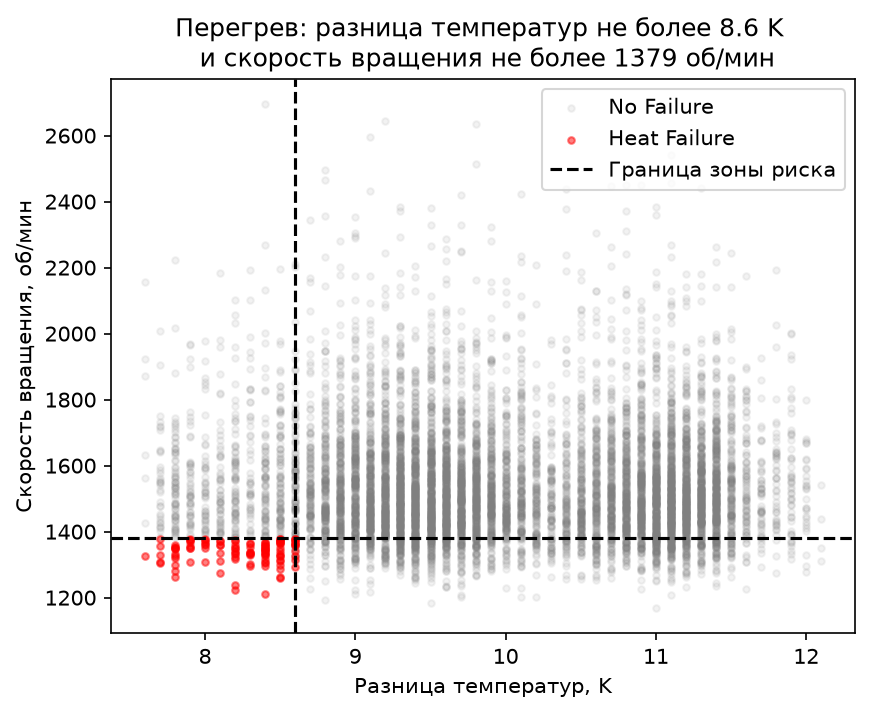 Перегрев: разница температур не более 8.6 K
и скорость вращения не более 1379 об/мин
No Failure
Heat Failure
Граница зоны риска
Скорость вращения, об/мин
2600
2400
2200
2000
1800
1600
1400
1200
8
9
10
11
12
Разница температур, K